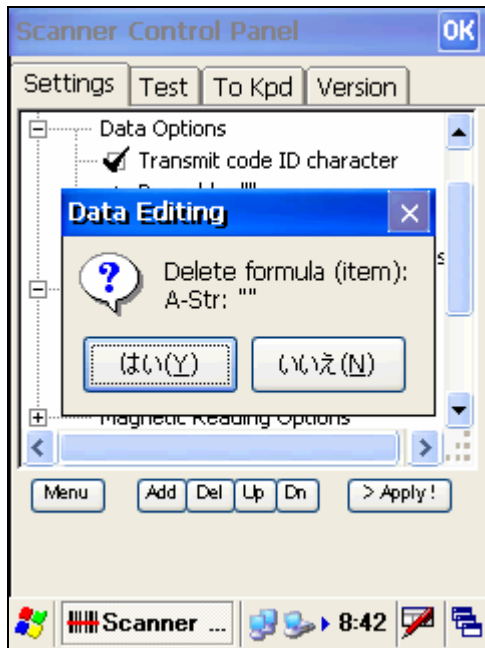 Scanner Control Panel
OK
Settings
Test
To Kpd
Version
Data Options
Transmit code ID character
Data Editing
Delete formula (item):
A-Str: ""
はい(Y)
いいえ(N)
Magnetic Reading Options
Menu
Add
Del
Up
Dn
> Apply !
Scanner ...
8:42